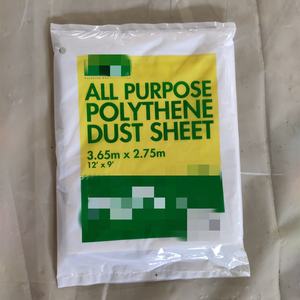 ALL PURPOSE
POLYTHENE
DUST SHEET
3.65m x 2.75m
12' x 9'